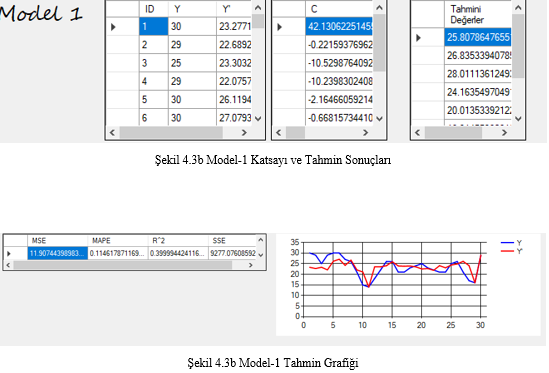 Model 1
ID Y Y'
1 30 23.2771
2 29 22.6892
3 25 23.3032
4 29 22.0757
5 30 26.1194
6 30 27.0793
C
42.13062251455
-0.22159376962
-10.5298764092
-10.2398302408
-2.16466059214
-0.66815734410
Tahmini
Değerler
25.8078647655
26.8353394078
28.0111361249
24.1635497049
20.0135339212
Şekil 4.3b Model-1 Katsayı ve Tahmin Sonuçları
MSE MAPE R^2 SSE
11.90744398983... 0.114617871169... 0.399994424116... 9277.07608592
35
30
25
20
15
10
5
0
0 5 10 15 20 25 30
Y
Y'
Şekil 4.3b Model-1 Tahmin Grafiği